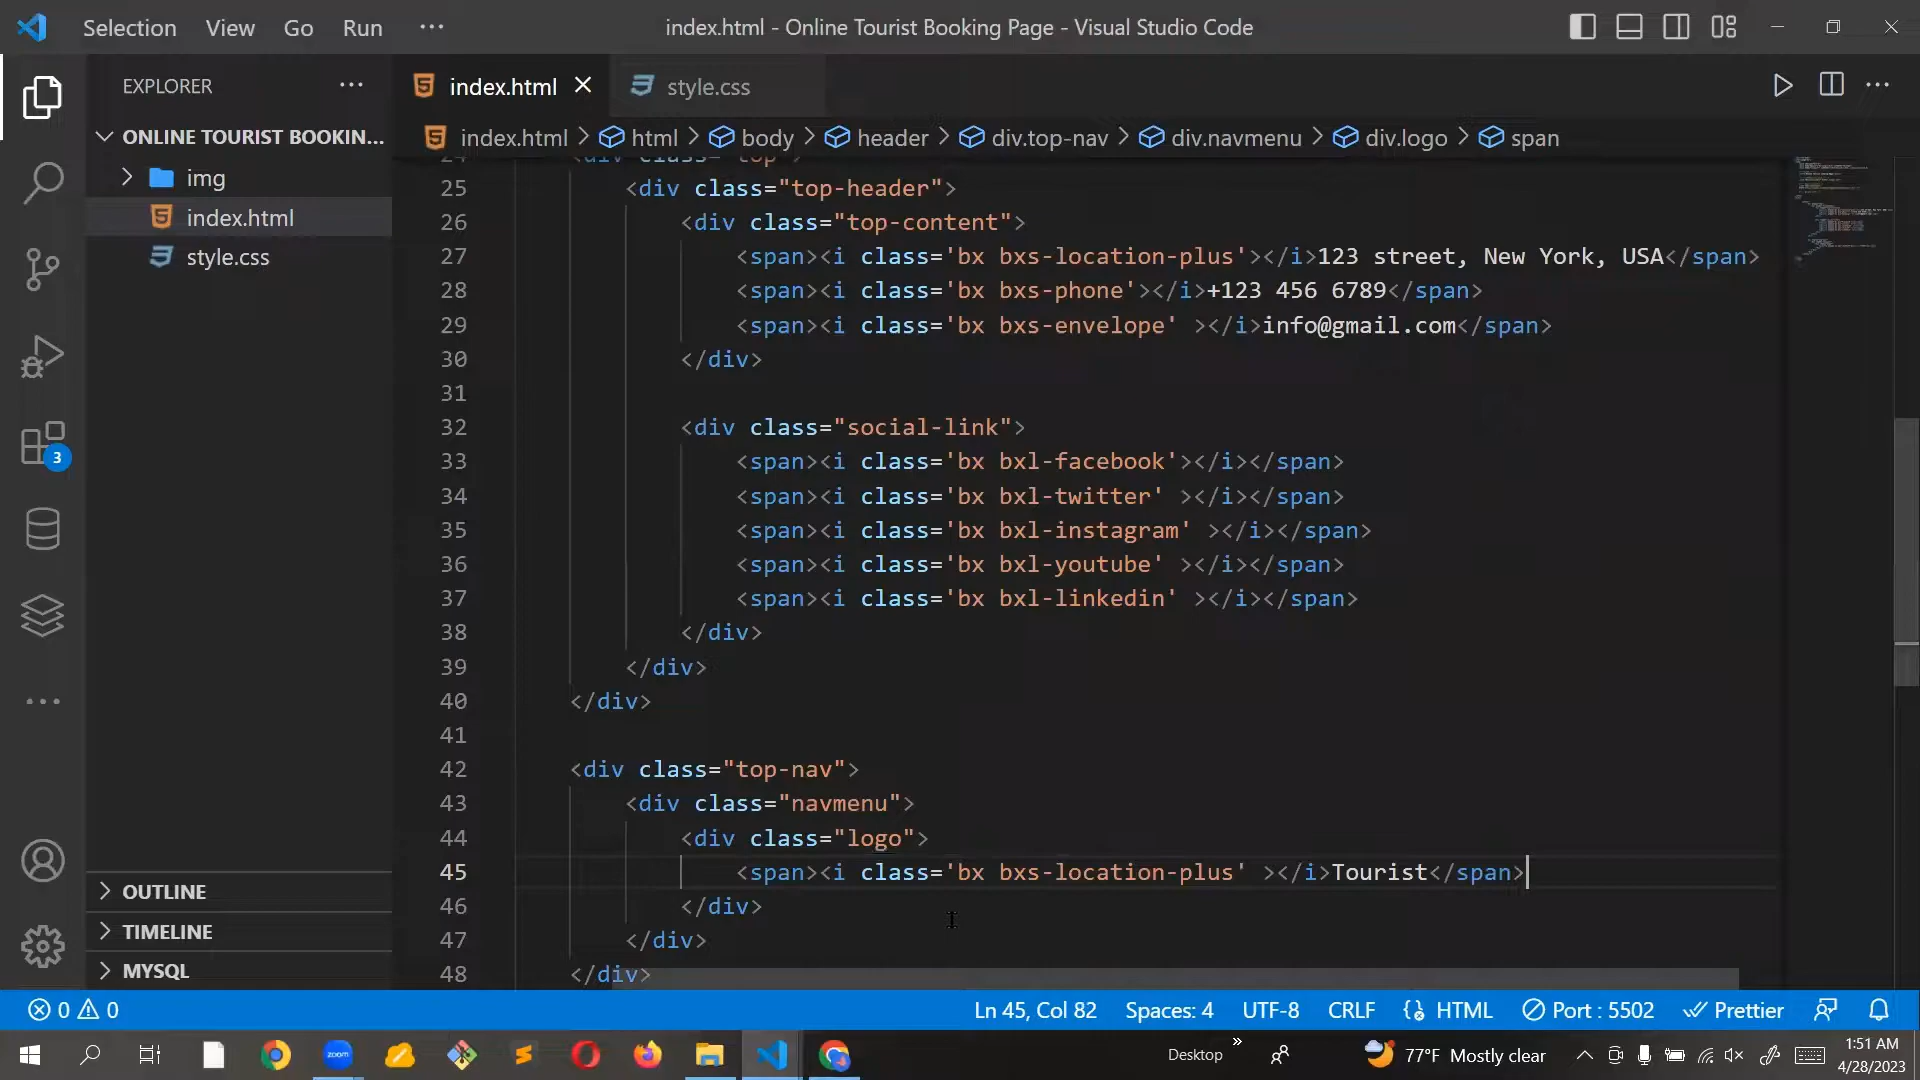 Selection View Go Run ··· index.html - Online Tourist Booking Page - Visual Studio Code
EXPLORER ···
index.html
style.css
ONLINE TOURIST BOOKIN...
index.html > html > body > header > div.top-nav > div.navmenu > div.logo > span
img
index.html
style.css
24 <div class="top">
25 <div class="top-header">
26 <div class="top-content">
27 <span><i class='bx bxs-location-plus'></i>123 street, New York, USA</span>
28 <span><i class='bx bxs-phone'></i>+123 456 6789</span>
29 <span><i class='bx bxs-envelope' ></i>info@gmail.com</span>
30 </div>
31
32 <div class="social-link">
33 <span><i class='bx bxl-facebook'></i></span>
34 <span><i class='bx bxl-twitter' ></i></span>
35 <span><i class='bx bxl-instagram' ></i></span>
36 <span><i class='bx bxl-youtube' ></i></span>
37 <span><i class='bx bxl-linkedin' ></i></span>
38 </div>
39 </div>
40 </div>
41
42 <div class="top-nav">
43 <div class="navmenu">
44 <div class="logo">
45 <span><i class='bx bxs-location-plus' ></i>Tourist</span>
46 </div>
47 </div>
48 </div>
3
OUTLINE
TIMELINE
MYSQL
0 0 Ln 45, Col 82 Spaces: 4 UTF-8 CRLF HTML Port : 5502 Prettier
zoom
Desktop » 77°F Mostly clear
1:51 AM
4/28/2023